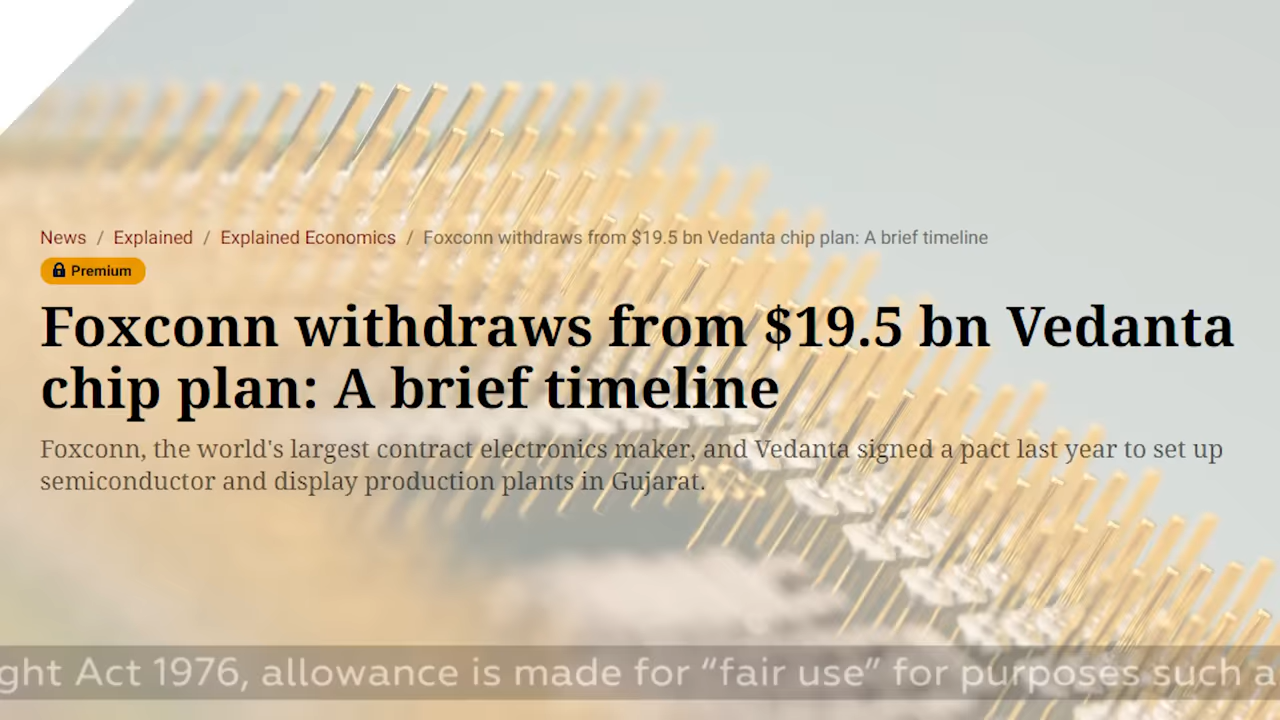 News / Explained / Explained Economics / Foxconn withdraws from $19.5 bn Vedanta chip plan: A brief timeline
Premium
Foxconn withdraws from $19.5 bn Vedanta
chip plan: A brief timeline
Foxconn, the world's largest contract electronics maker, and Vedanta signed a pact last year to set up
semiconductor and display production plants in Gujarat.
ght Act 1976, allowance is made for “fair use” for purposes such a